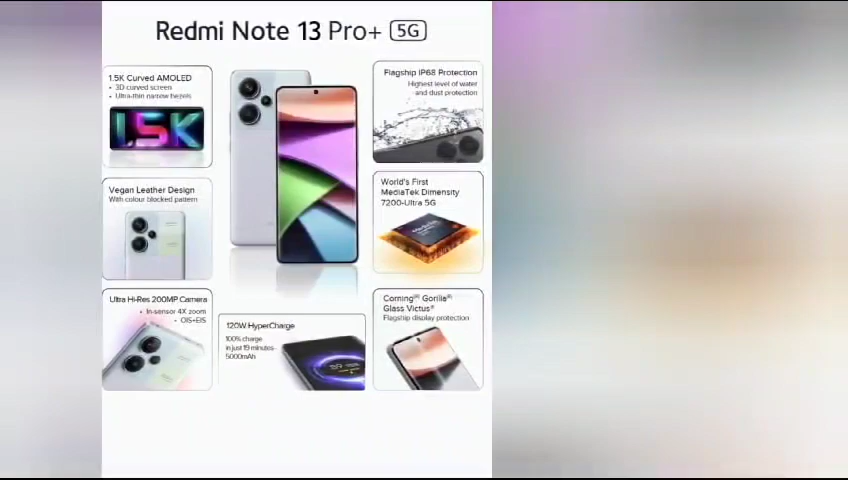 Redmi Note 13 Pro+ 5G
1.5K Curved AMOLED
• 3D curved screen
• Ultra-thin narrow bezels
1.5K
Flagship IP68 Protection
Highest level of water
and dust protection
Vegan Leather Design
With colour blocked pattern
World's First
MediaTek Dimensity
7200-Ultra 5G
Ultra Hi-Res 200MP Camera
• In-sensor 4X zoom
• OIS+EIS
120W HyperCharge
100% charge
in just 19 minutes
5000mAh
Corning® Gorilla®
Glass Victus®
Flagship display protection